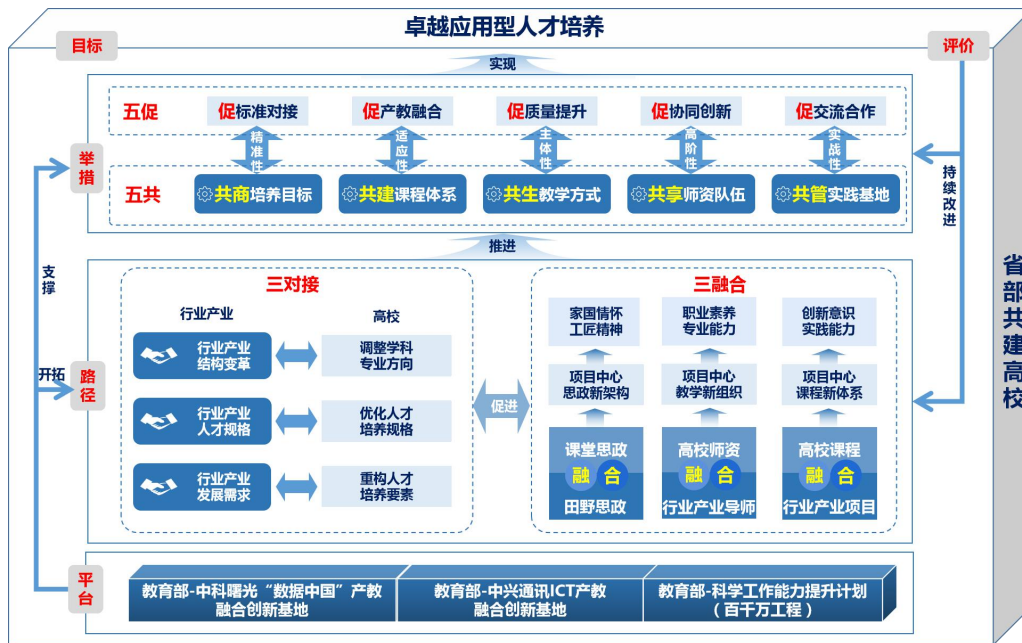 卓越应用型人才培养
目标
评价
实现
五促
促标准对接
促产教融合
促质量提升
促协同创新
促交流合作
精准性
适应性
主体性
高阶性
实战性
举措
五共
共商培养目标
共建课程体系
共生教学方式
共享师资队伍
共管实践基地
持续改进
推进
支撑
开拓
路径
三对接
行业产业
高校
行业产业
结构变革
调整学科
专业方向
行业产业
人才规格
优化人才
培养规格
行业产业
发展需求
重构人才
培养要素
促进
三融合
家国情怀
工匠精神
职业素养
专业能力
创新意识
实践能力
项目中心
思政新架构
项目中心
教学新组织
项目中心
课程新体系
课堂思政
融 合
田野思政
高校师资
融 合
行业产业导师
高校课程
融 合
行业产业项目
省部共建高校
平台
教育部-中科曙光“数据中国”产教
融合创新基地
教育部-中兴通讯ICT产教
融合创新基地
教育部-科学工作能力提升计划
（百千万工程）